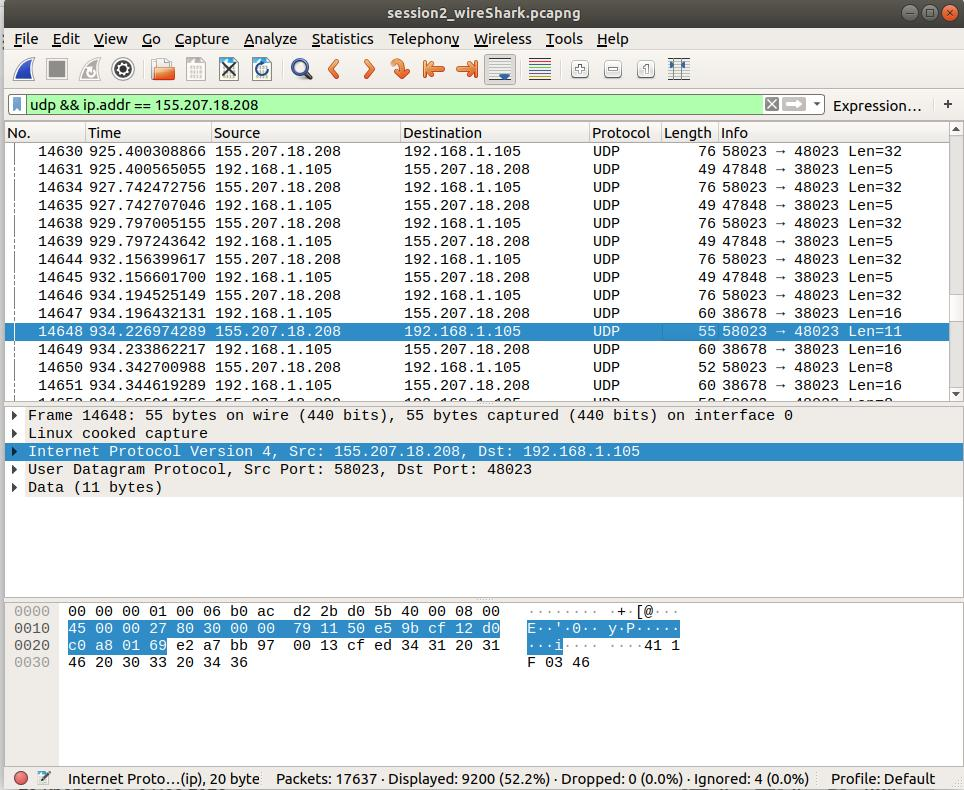 session2_wireShark.pcapng
File Edit View Go Capture Analyze Statistics Telephony Wireless Tools Help
udp && ip.addr == 155.207.18.208 Expression… +
No. Time Source Destination Protocol Length Info
14630 925.400308866 155.207.18.208 192.168.1.105 UDP 76 58023 → 48023 Len=32
14631 925.400565055 192.168.1.105 155.207.18.208 UDP 49 47848 → 38023 Len=5
14634 927.742472756 155.207.18.208 192.168.1.105 UDP 76 58023 → 48023 Len=32
14635 927.742707046 192.168.1.105 155.207.18.208 UDP 49 47848 → 38023 Len=5
14638 929.797005155 155.207.18.208 192.168.1.105 UDP 76 58023 → 48023 Len=32
14639 929.797243642 192.168.1.105 155.207.18.208 UDP 49 47848 → 38023 Len=5
14644 932.156399617 155.207.18.208 192.168.1.105 UDP 76 58023 → 48023 Len=32
14645 932.156601700 192.168.1.105 155.207.18.208 UDP 49 47848 → 38023 Len=5
14646 934.194525149 155.207.18.208 192.168.1.105 UDP 76 58023 → 48023 Len=32
14647 934.196432131 192.168.1.105 155.207.18.208 UDP 60 38678 → 38023 Len=16
14648 934.226974289 155.207.18.208 192.168.1.105 UDP 55 58023 → 48023 Len=11
14649 934.233862217 192.168.1.105 155.207.18.208 UDP 60 38678 → 38023 Len=16
14650 934.342700988 155.207.18.208 192.168.1.105 UDP 52 58023 → 48023 Len=8
14651 934.344619289 192.168.1.105 155.207.18.208 UDP 60 38678 → 38023 Len=16
Frame 14648: 55 bytes on wire (440 bits), 55 bytes captured (440 bits) on interface 0
Linux cooked capture
Internet Protocol Version 4, Src: 155.207.18.208, Dst: 192.168.1.105
User Datagram Protocol, Src Port: 58023, Dst Port: 48023
Data (11 bytes)
0000 00 00 00 01 00 06 b0 ac d2 2b d0 5b 40 00 08 00 ········ ·+·[@···
0010 45 00 00 27 80 30 00 00 79 11 50 e5 9b cf 12 d0 E··'·0·· y·P·····
0020 c0 a8 01 69 e2 a7 bb 97 00 13 cf ed 34 31 20 31 ···i···· ····41 1
0030 46 20 30 33 20 34 36 F 03 46
Internet Proto…(ip), 20 byte Packets: 17637 · Displayed: 9200 (52.2%) · Dropped: 0 (0.0%) · Ignored: 4 (0.0%) Profile: Default